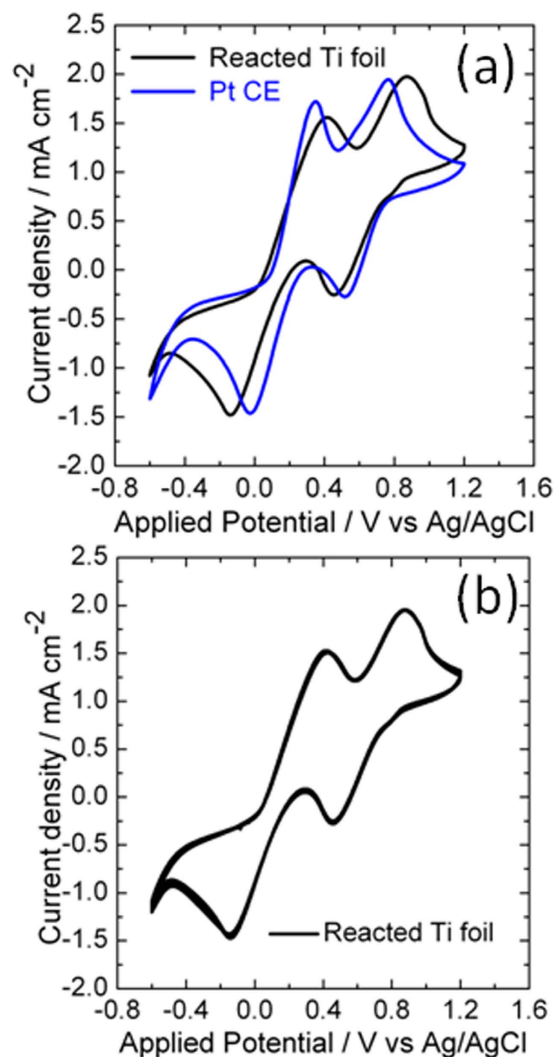 (a)
Reacted Ti foil
Pt CE
Current density / mA cm⁻²
2.5
2.0
1.5
1.0
0.5
0.0
-0.5
-1.0
-1.5
-2.0
-0.8 -0.4 0.0 0.4 0.8 1.2 1.6
Applied Potential / V vs Ag/AgCl
(b)
Current density / mA cm⁻²
2.5
2.0
1.5
1.0
0.5
0.0
-0.5
-1.0
-1.5
-2.0
Reacted Ti foil
-0.8 -0.4 0.0 0.4 0.8 1.2 1.6
Applied Potential / V vs Ag/AgCl